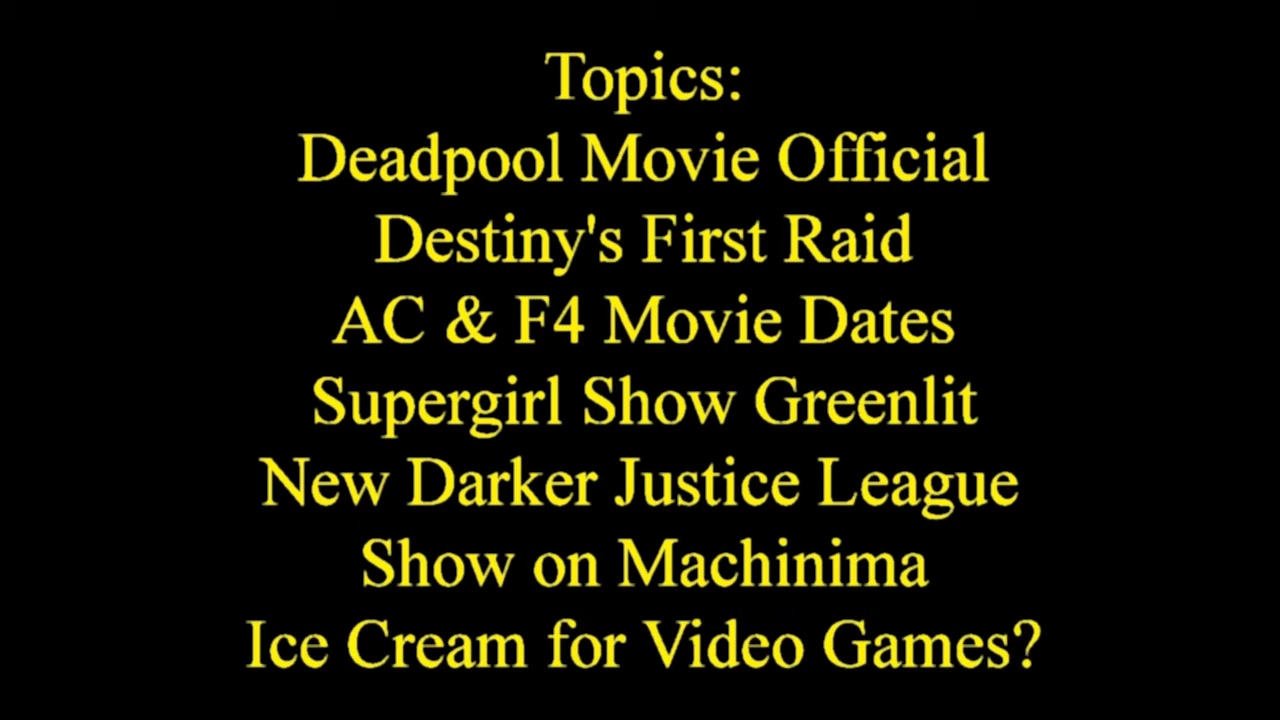 Topics:
Deadpool Movie Official
Destiny's First Raid
AC & F4 Movie Dates
Supergirl Show Greenlit
New Darker Justice League
Show on Machinima
Ice Cream for Video Games?